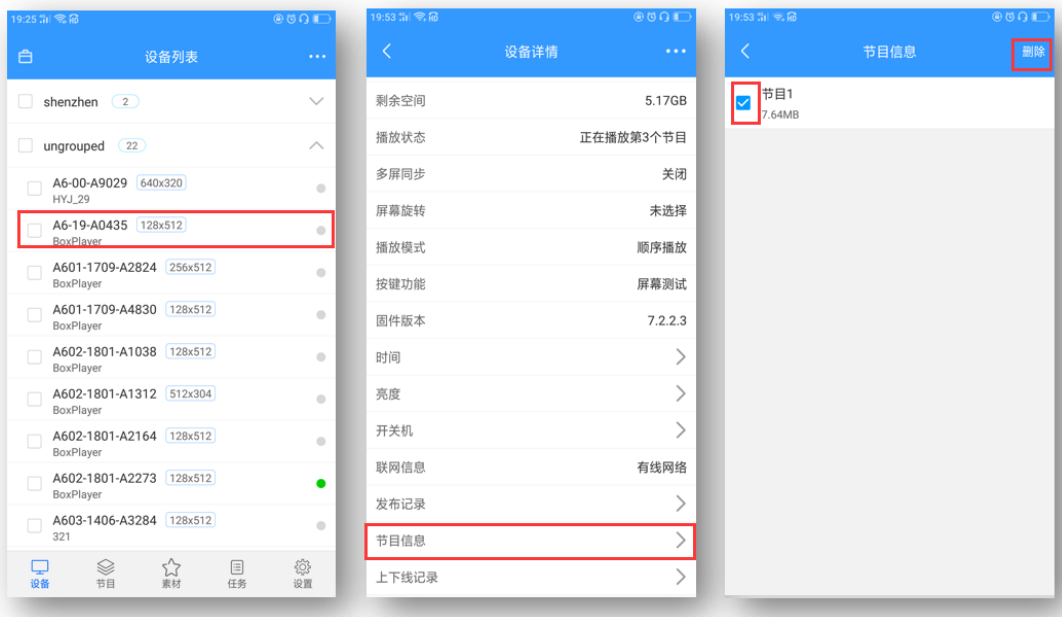 19:25
设备列表
shenzhen 2
ungrouped 22
A6-00-A9029 640x320
HYJ_29
A6-19-A0435 128x512
BoxPlayer
A601-1709-A2824 256x512
BoxPlayer
A601-1709-A4830 128x512
BoxPlayer
A602-1801-A1038 128x512
BoxPlayer
A602-1801-A1312 512x304
BoxPlayer
A602-1801-A2164 128x512
BoxPlayer
A602-1801-A2273 128x512
BoxPlayer
A603-1406-A3284 128x512
321
设备 节目 素材 任务 设置
19:53
设备详情
剩余空间 5.17GB
播放状态 正在播放第3个节目
多屏同步 关闭
屏幕旋转 未选择
播放模式 顺序播放
按键功能 屏幕测试
固件版本 7.2.2.3
时间
亮度
开关机
联网信息 有线网络
发布记录
节目信息
上下线记录
19:53
节目信息 删除
节目1
7.64MB